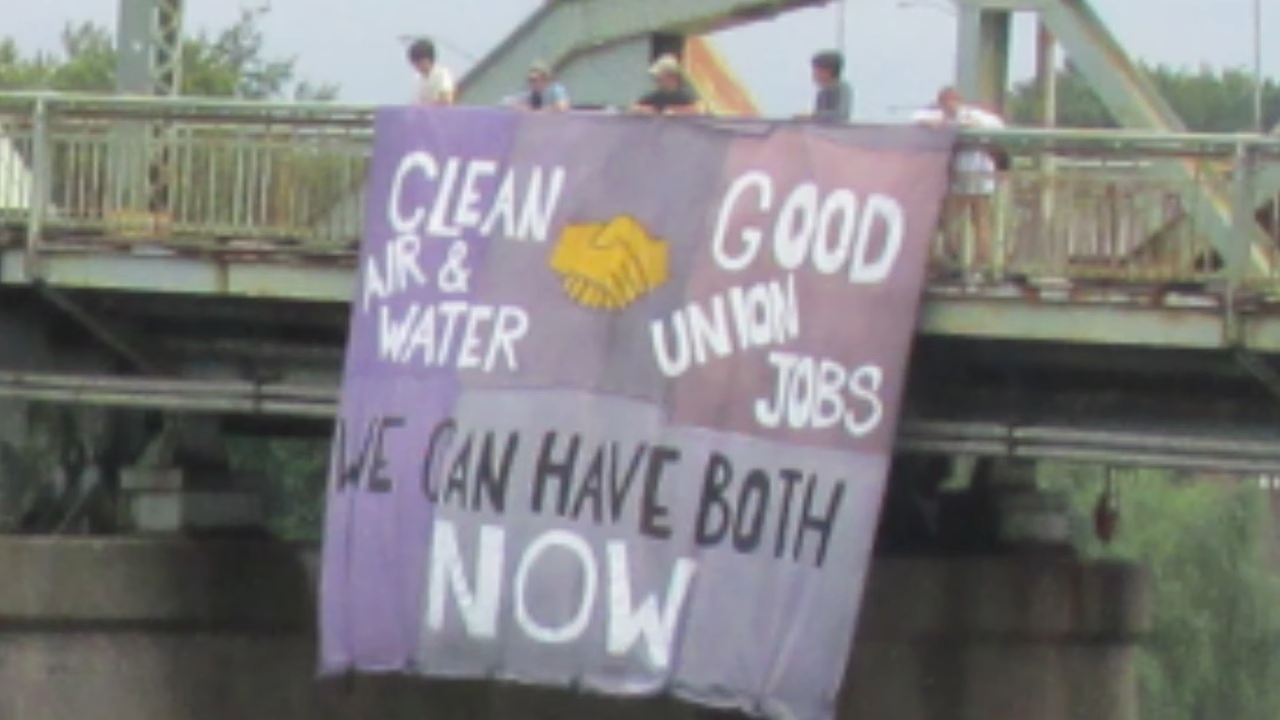 CLEAN
AIR &
WATER
GOOD
UNION
JOBS
WE CAN HAVE BOTH
NOW